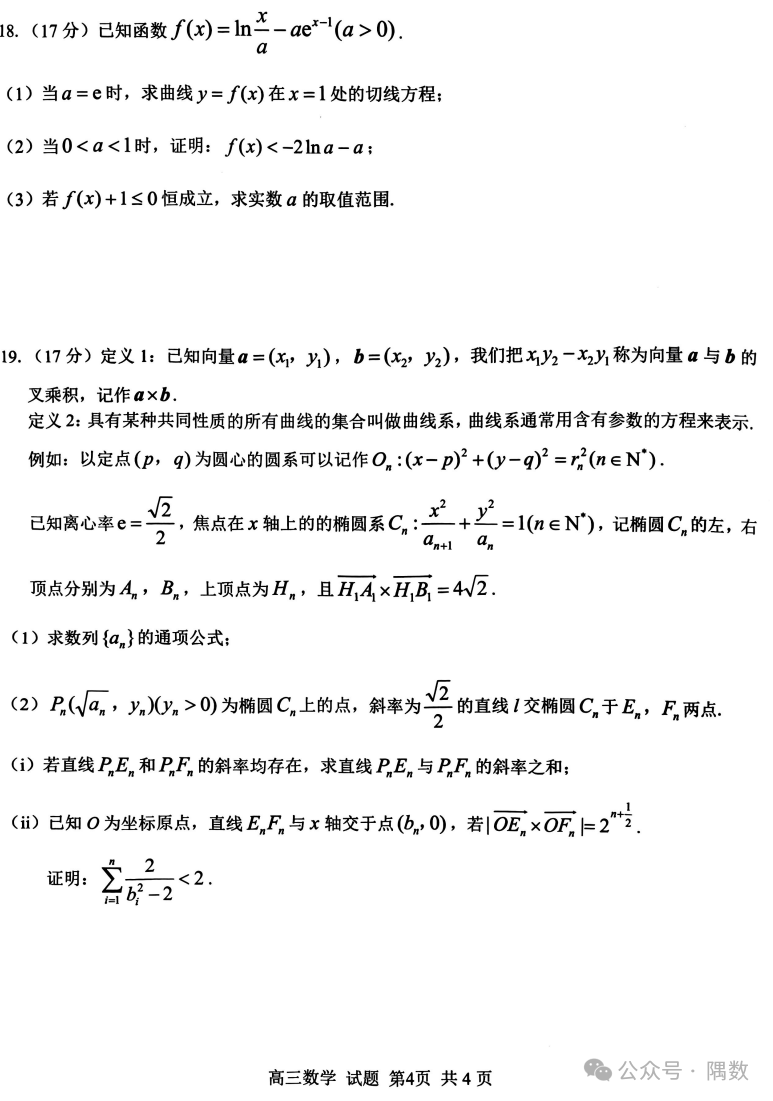 18.（17分）已知函数 f(x)=ln x/a − ae^{x−1}(a>0).
（1）当 a=e 时，求曲线 y=f(x) 在 x=1 处的切线方程；
（2）当 0<a<1 时，证明：f(x)<−2ln a−a；
（3）若 f(x)+1≤0 恒成立，求实数 a 的取值范围.
19.（17分）定义1：已知向量 a=(x₁，y₁)，b=(x₂，y₂)，我们把 x₁y₂−x₂y₁ 称为向量 a 与 b 的
叉乘积，记作 a×b.
定义2：具有某种共同性质的所有曲线的集合叫做曲线系，曲线系通常用含有参数的方程来表示.
例如：以定点 (p，q) 为圆心的圆系可以记作 Oₙ:(x−p)²+(y−q)²=rₙ²(n∈N*).
已知离心率 e=√2/2，焦点在 x 轴上的的椭圆系 Cₙ: x²/aₙ₊₁ + y²/aₙ =1(n∈N*)，记椭圆 Cₙ 的左，右
顶点分别为 Aₙ，Bₙ，上顶点为 Hₙ，且 H₁A₁×H₁B₁=4√2.
（1）求数列{aₙ}的通项公式；
（2）Pₙ(√aₙ，yₙ)(yₙ>0) 为椭圆 Cₙ 上的点，斜率为 √2/2 的直线 l 交椭圆 Cₙ 于 Eₙ，Fₙ 两点.
（i）若直线 PₙEₙ 和 PₙFₙ 的斜率均存在，求直线 PₙEₙ 与 PₙFₙ 的斜率之和；
（ii）已知 O 为坐标原点，直线 EₙFₙ 与 x 轴交于点 (bₙ,0)，若|OEₙ×OFₙ|=2^{n+1/2}.
证明：∑_{i=1}^{n} 2/(b_i²−2) <2.
高三数学 试题 第4页 共4页
公众号·隅数